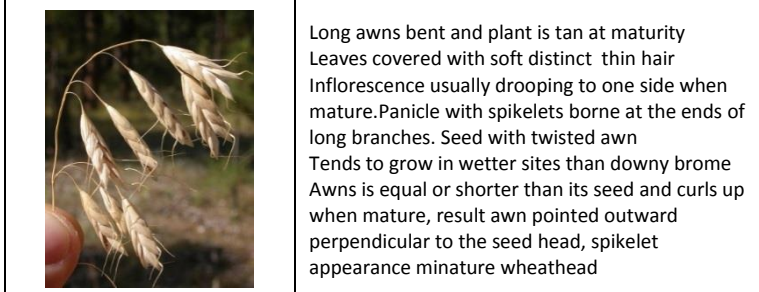 Long awns bent and plant is tan at maturity
Leaves covered with soft distinct  thin hair
Inflorescence usually drooping to one side when
mature.Panicle with spikelets borne at the ends of
long branches. Seed with twisted awn
Tends to grow in wetter sites than downy brome
Awns is equal or shorter than its seed and curls up
when mature, result awn pointed outward
perpendicular to the seed head, spikelet
appearance minature wheathead